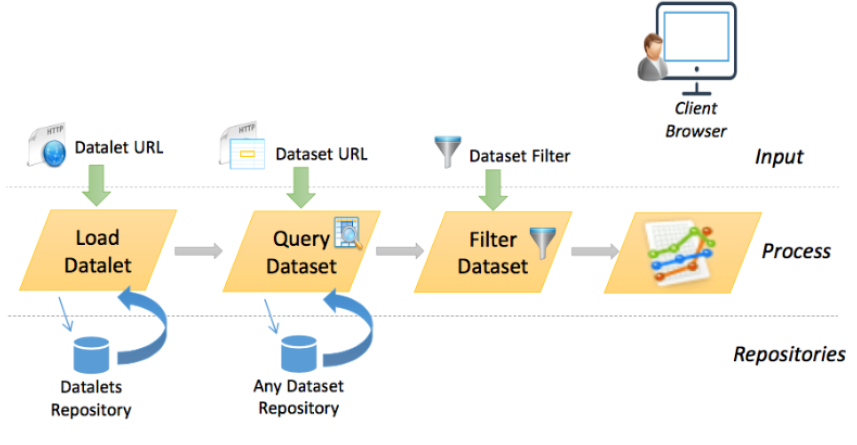 Client
Browser
HTTP
Datalet URL
HTTP
Dataset URL
Dataset Filter
Input
Load
Datalet
Query
Dataset
Filter
Dataset
Process
Repositories
Datalets
Repository
Any Dataset
Repository